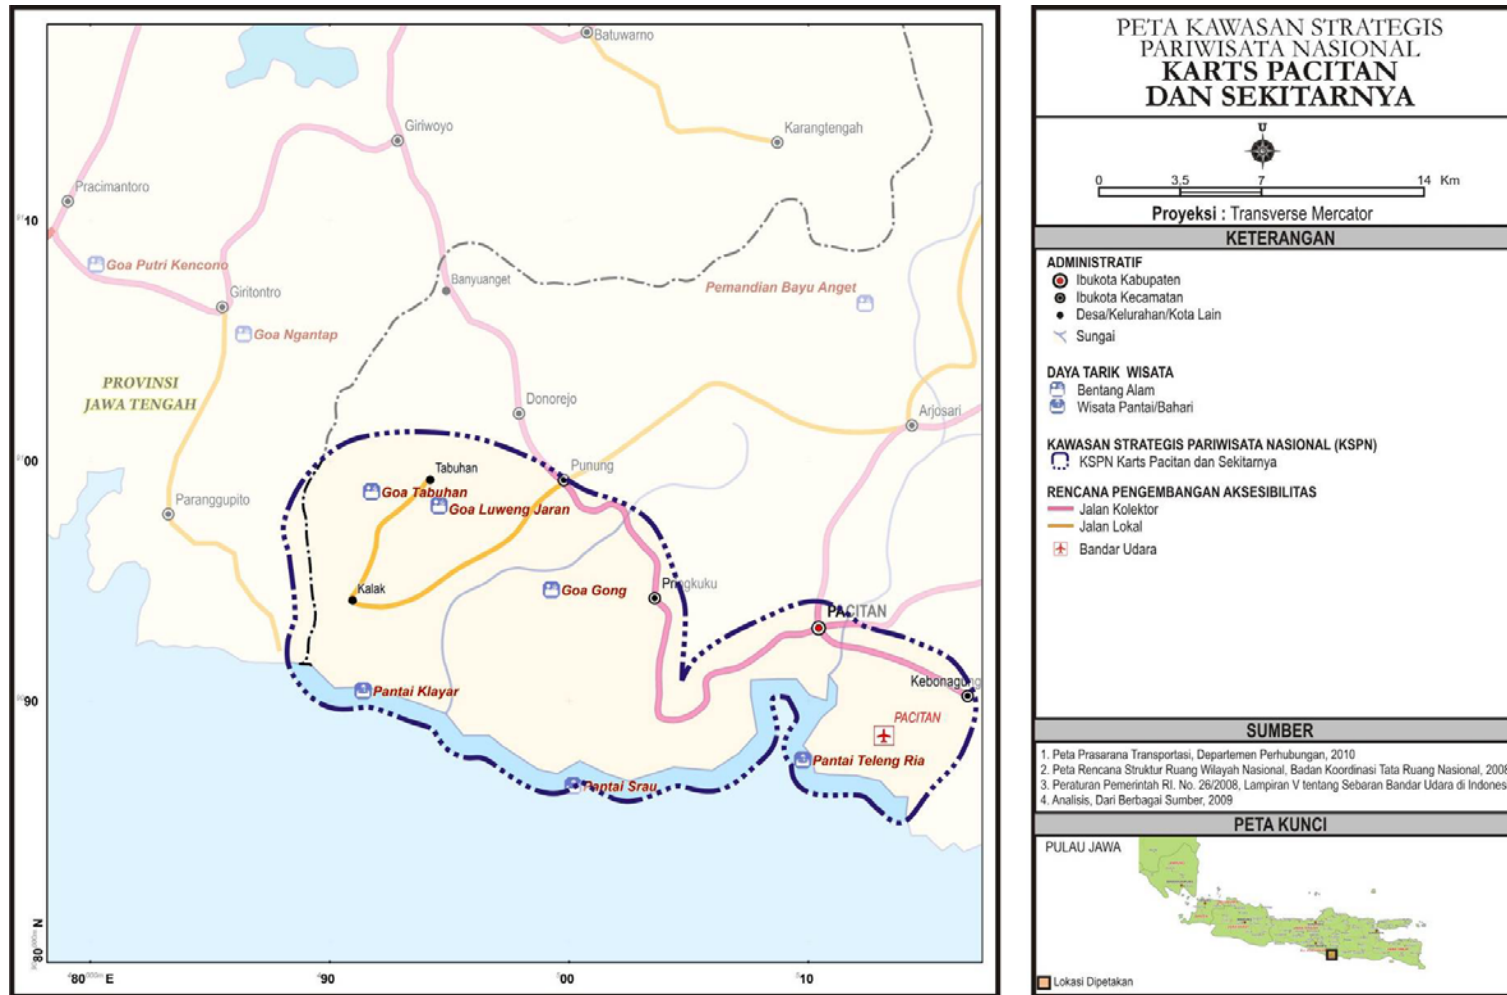 Batuwarno
Giriwoyo
Karangtengah
Pracimantoro
10
Goa Putri Kencono
Banyuanget
Pemandian Bayu Anget
Giritontro
Goa Ngantap
PROVINSI
JAWA TENGAH
Donorejo
Arjosari
00
Tabuhan
Punung
Goa Tabuhan
Paranggupito
Goa Luweng Jaran
Kalak
Goa Gong
Pringkuku
PACITAN
Kebonagung
Pantai Klayar
90
PACITAN
Pantai Teleng Ria
Pantai Srau
80
N
80
E
90
00
10
PETA KAWASAN STRATEGIS
PARIWISATA NASIONAL
KARTS PACITAN
DAN SEKITARNYA
U
0 3,5 7 14 Km
Proyeksi : Transverse Mercator
KETERANGAN
ADMINISTRATIF
Ibukota Kabupaten
Ibukota Kecamatan
Desa/Kelurahan/Kota Lain
Sungai
DAYA TARIK WISATA
Bentang Alam
Wisata Pantai/Bahari
KAWASAN STRATEGIS PARIWISATA NASIONAL (KSPN)
KSPN Karts Pacitan dan Sekitarnya
RENCANA PENGEMBANGAN AKSESIBILITAS
Jalan Kolektor
Jalan Lokal
Bandar Udara
SUMBER
1. Peta Prasarana Transportasi, Departemen Perhubungan, 2010
2. Peta Rencana Struktur Ruang Wilayah Nasional, Badan Koordinasi Tata Ruang Nasional, 2008
3. Peraturan Pemerintah RI. No. 26/2008, Lampiran V tentang Sebaran Bandar Udara di Indones
4. Analisis, Dari Berbagai Sumber, 2009
PETA KUNCI
PULAU JAWA
Lokasi Dipetakan